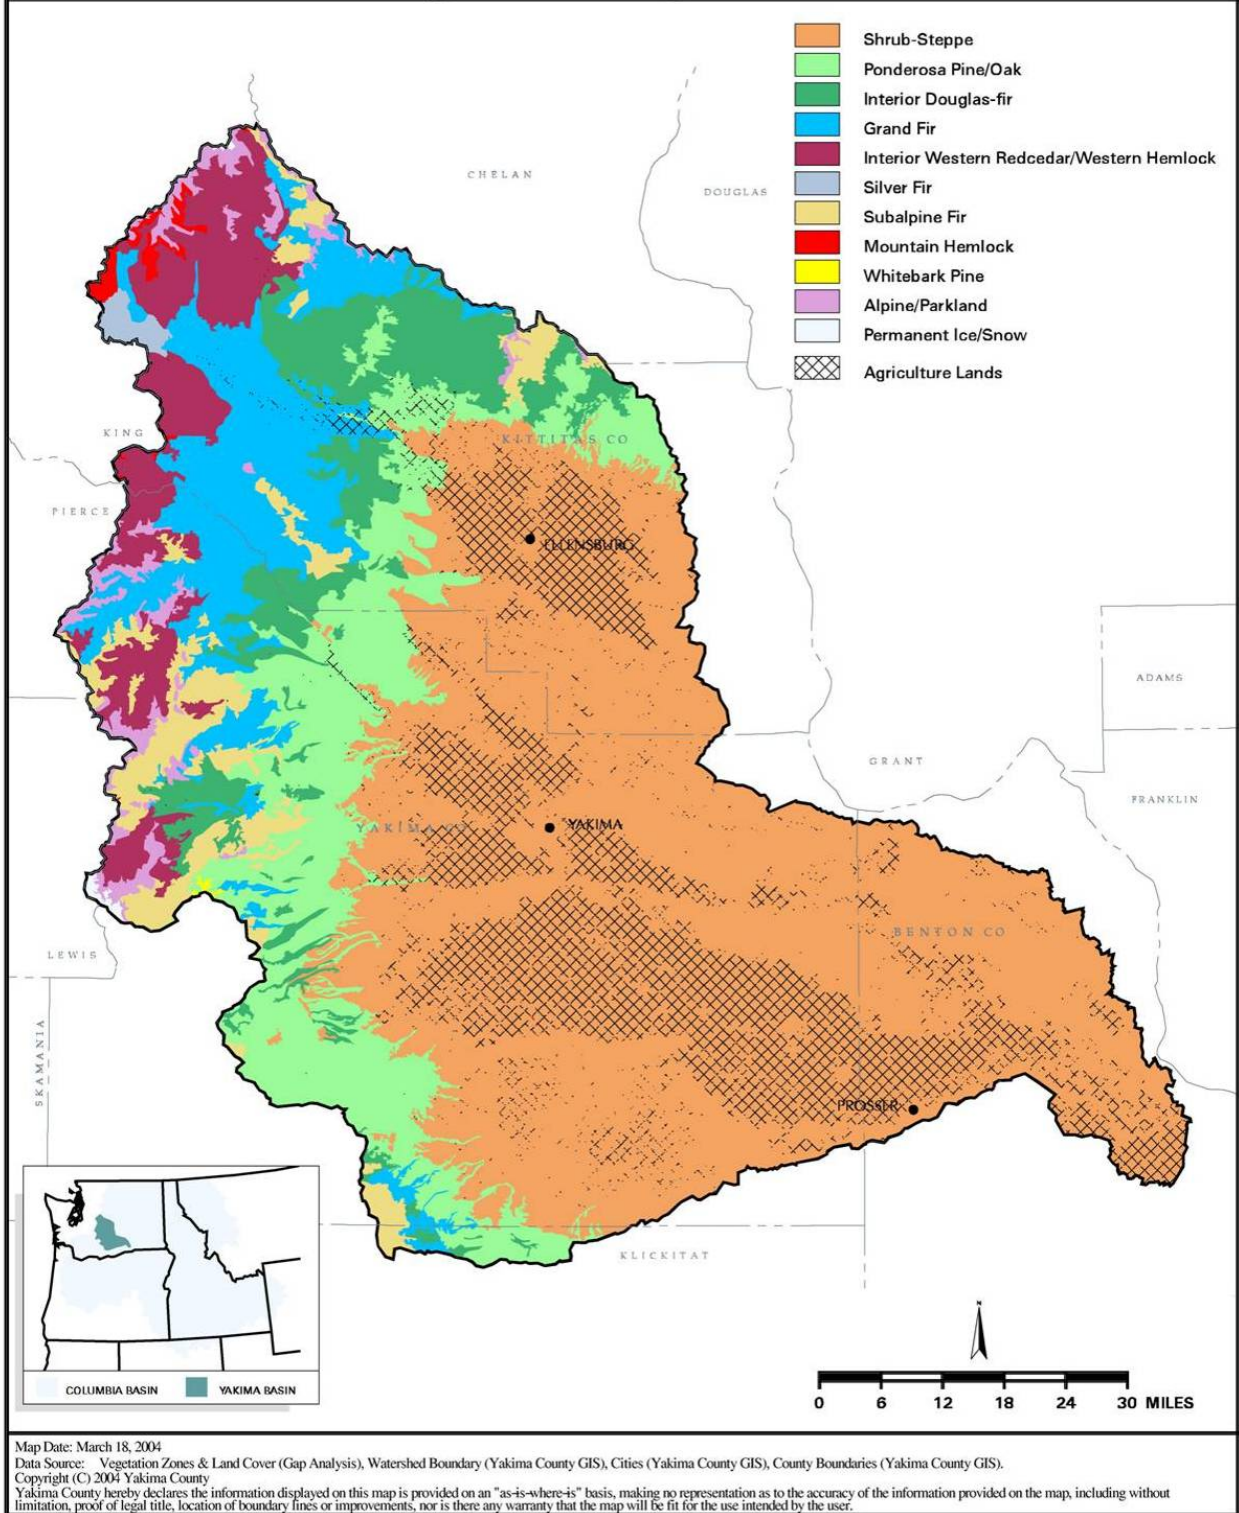 Shrub-Steppe
Ponderosa Pine/Oak
Interior Douglas-fir
Grand Fir
Interior Western Redcedar/Western Hemlock
Silver Fir
Subalpine Fir
Mountain Hemlock
Whitebark Pine
Alpine/Parkland
Permanent Ice/Snow
Agriculture Lands
CHELAN
DOUGLAS
KING
KITTITAS CO
PIERCE
ELLENSBURG
ADAMS
GRANT
FRANKLIN
YAKIMA CO
YAKIMA
BENTON CO
LEWIS
SKAMANIA
PROSSER
KLICKITAT
N
COLUMBIA BASIN
YAKIMA BASIN
0 6 12 18 24 30 MILES
Map Date: March 18, 2004
Data Source: Vegetation Zones & Land Cover (Gap Analysis), Watershed Boundary (Yakima County GIS), Cities (Yakima County GIS), County Boundaries (Yakima County GIS).
Copyright (C) 2004 Yakima County
Yakima County hereby declares the information displayed on this map is provided on an "as-is-where-is" basis, making no representation as to the accuracy of the information provided on the map, including without
limitation, proof of legal title, location of boundary lines or improvements, nor is there any warranty that the map will be fit for the use intended by the user.